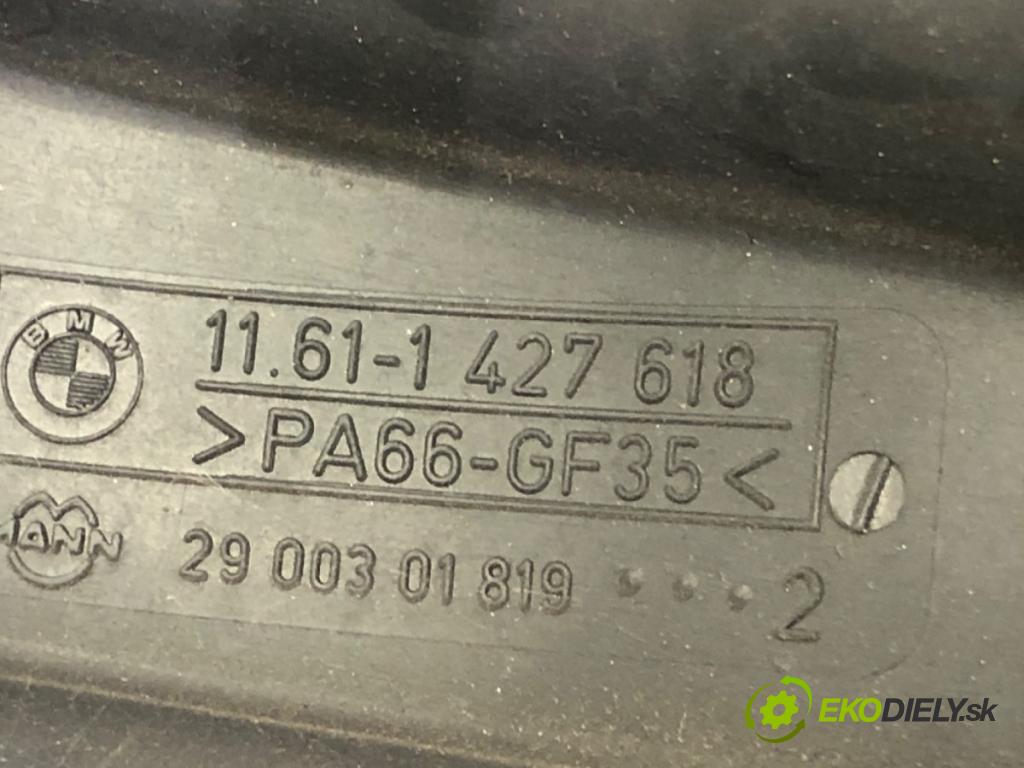 BMW
11.61-1 427 618
>PA66-GF35<
MANN
29 003 01 819 ··· 2
EKODIELY.sk